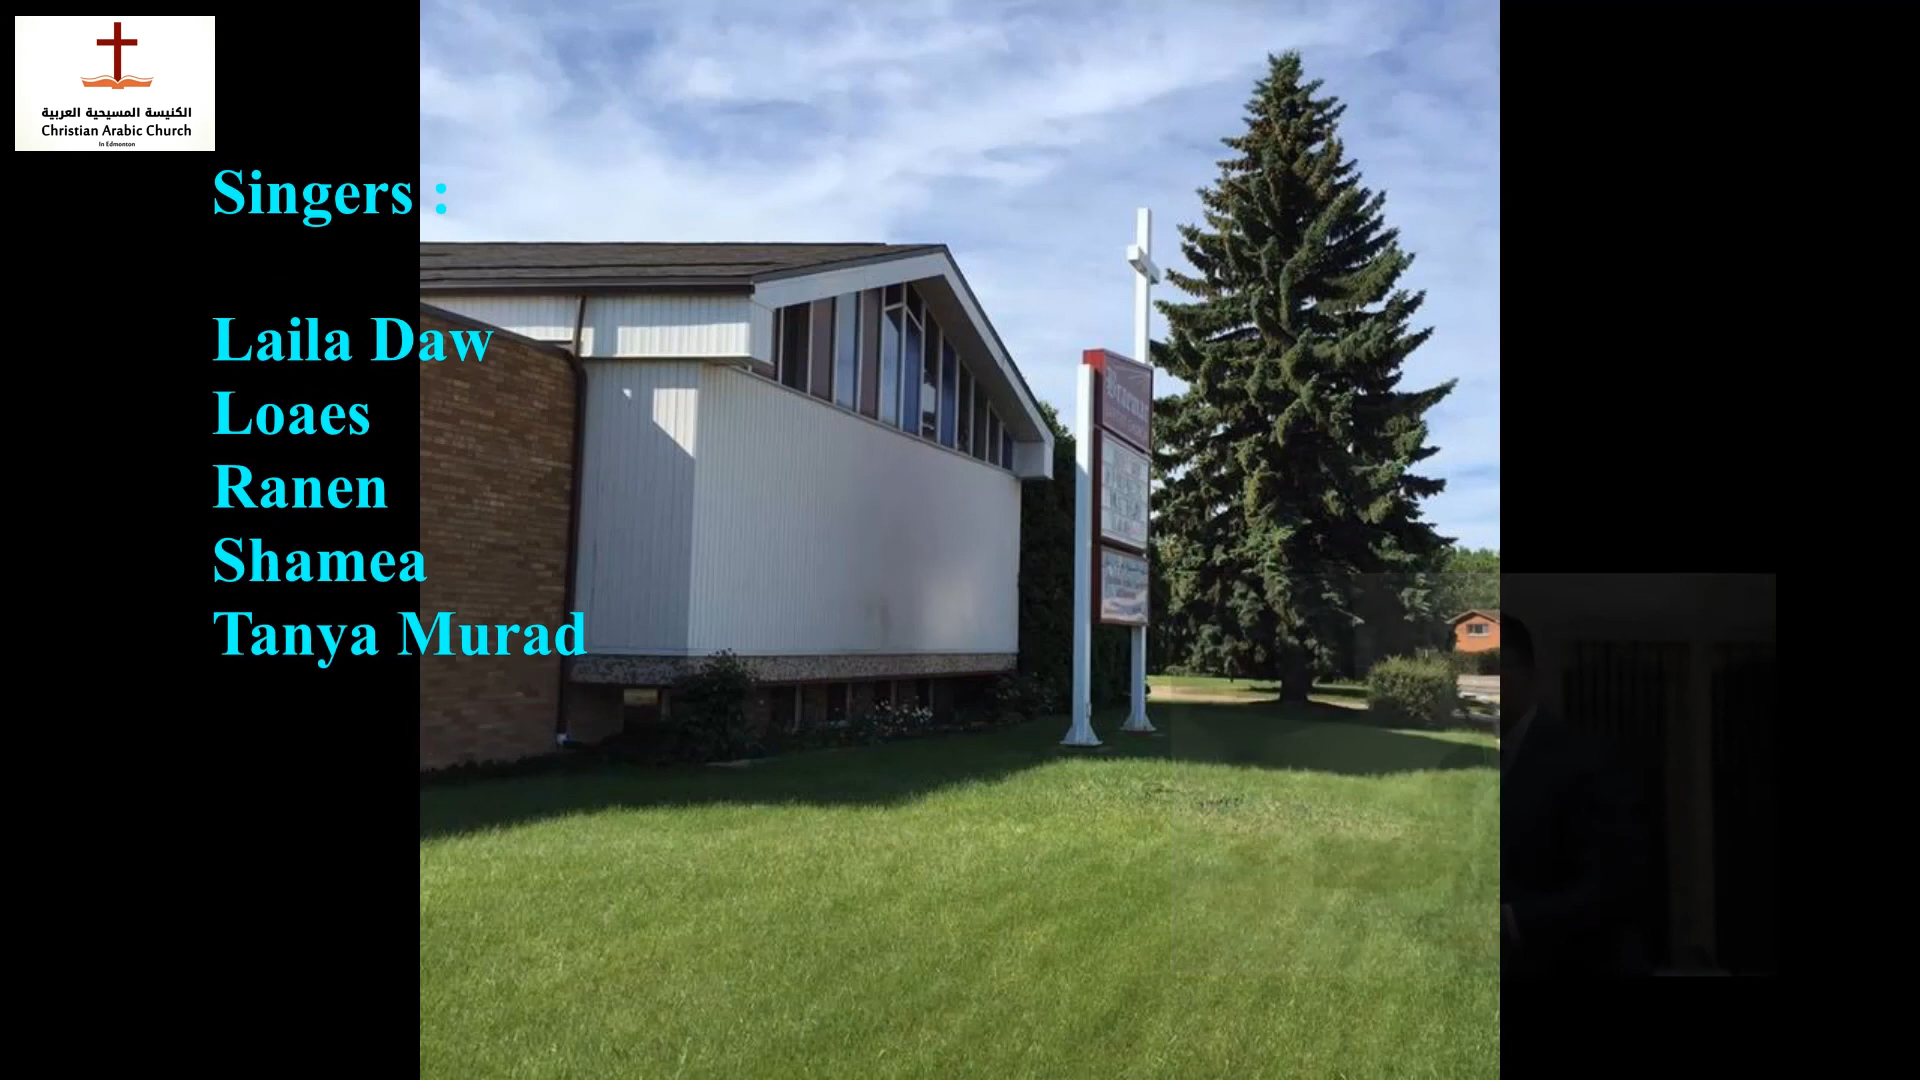 الكنيسة المسيحية العربية
Christian Arabic Church
In Edmonton
Singers :
Laila Daw
Loaes
Ranen
Shamea
Tanya Murad